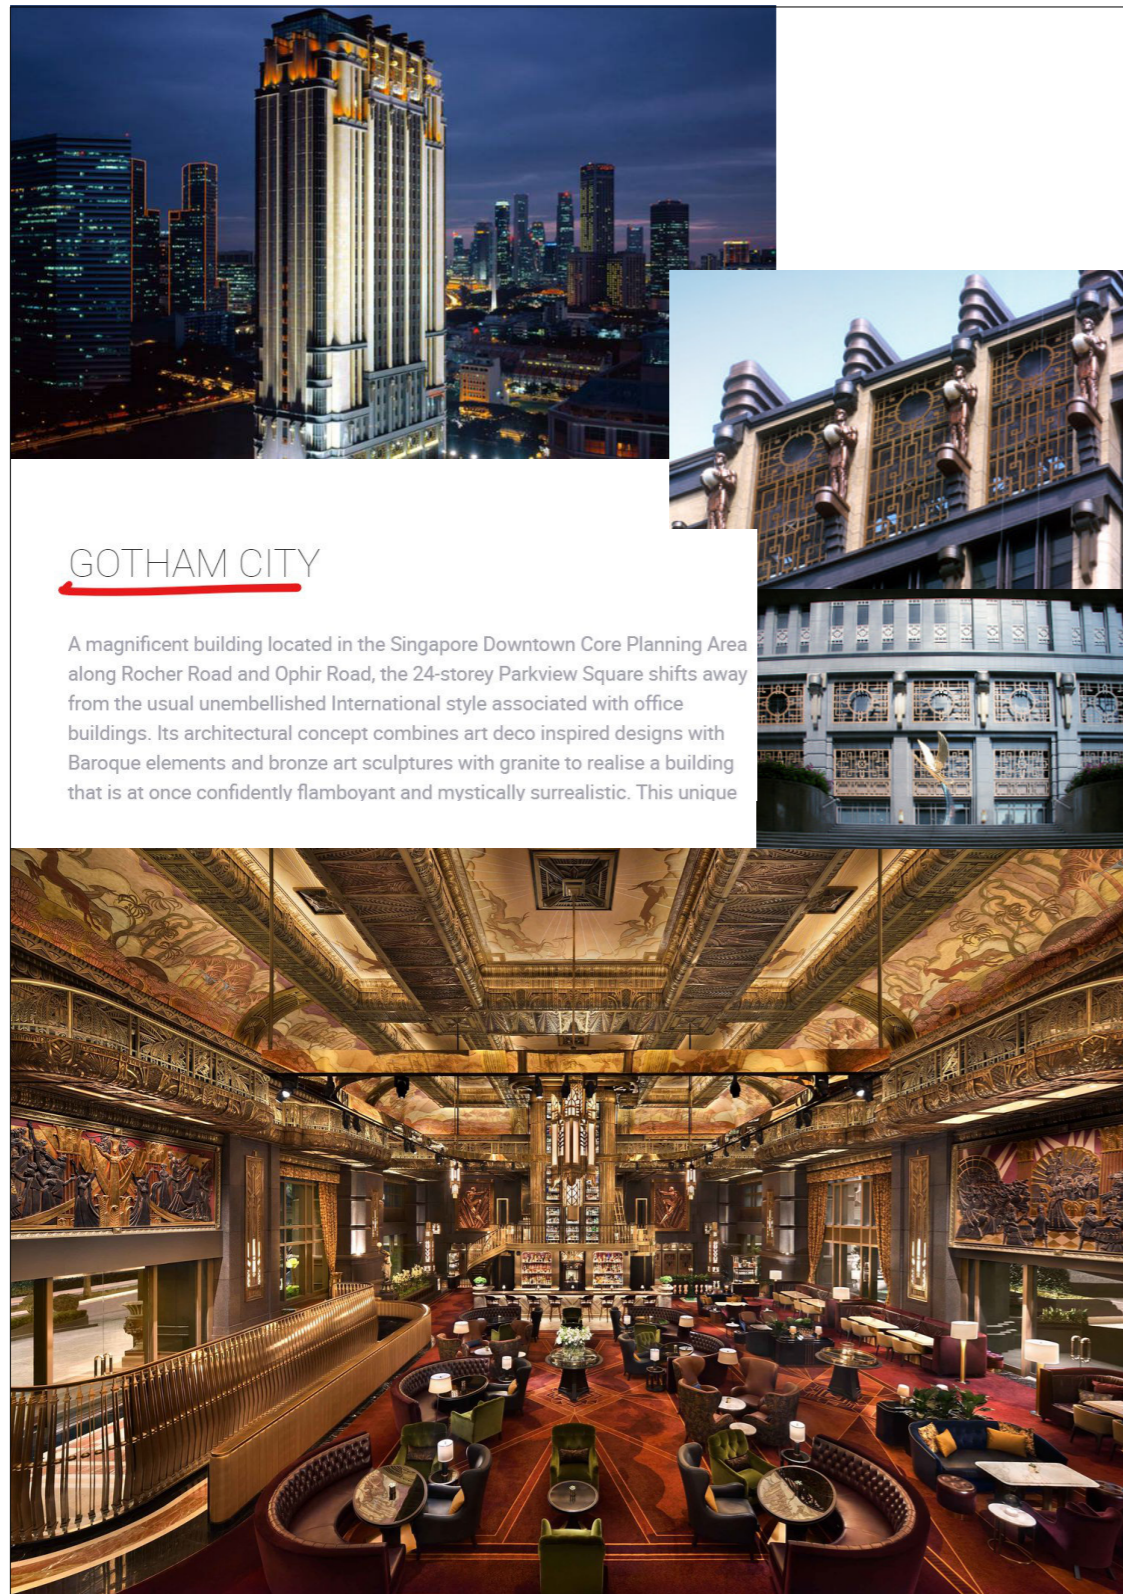 GOTHAM CITY
A magnificent building located in the Singapore Downtown Core Planning Area
along Rocher Road and Ophir Road, the 24-storey Parkview Square shifts away
from the usual unembellished International style associated with office
buildings. Its architectural concept combines art deco inspired designs with
Baroque elements and bronze art sculptures with granite to realise a building
that is at once confidently flamboyant and mystically surrealistic. This unique